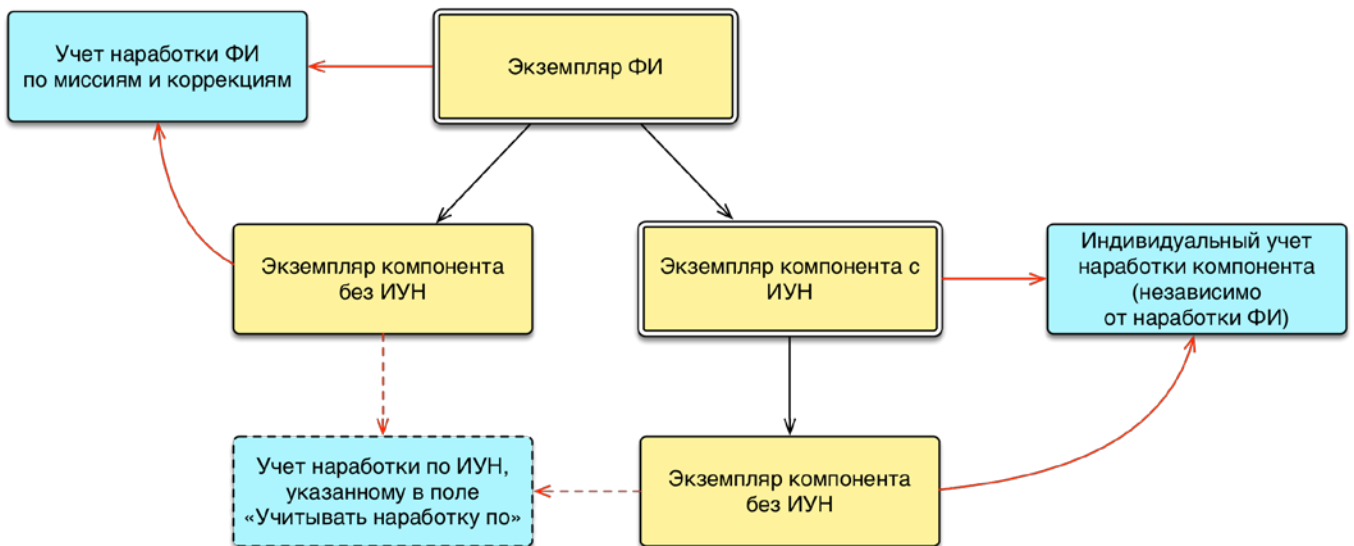 Учет наработки ФИ
по миссиям и коррекциям
Экземпляр ФИ
Экземпляр компонента
без ИУН
Экземпляр компонента с
ИУН
Индивидуальный учет
наработки компонента
(независимо
от наработки ФИ)
Учет наработки по ИУН,
указанному в поле
«Учитывать наработку по»
Экземпляр компонента
без ИУН